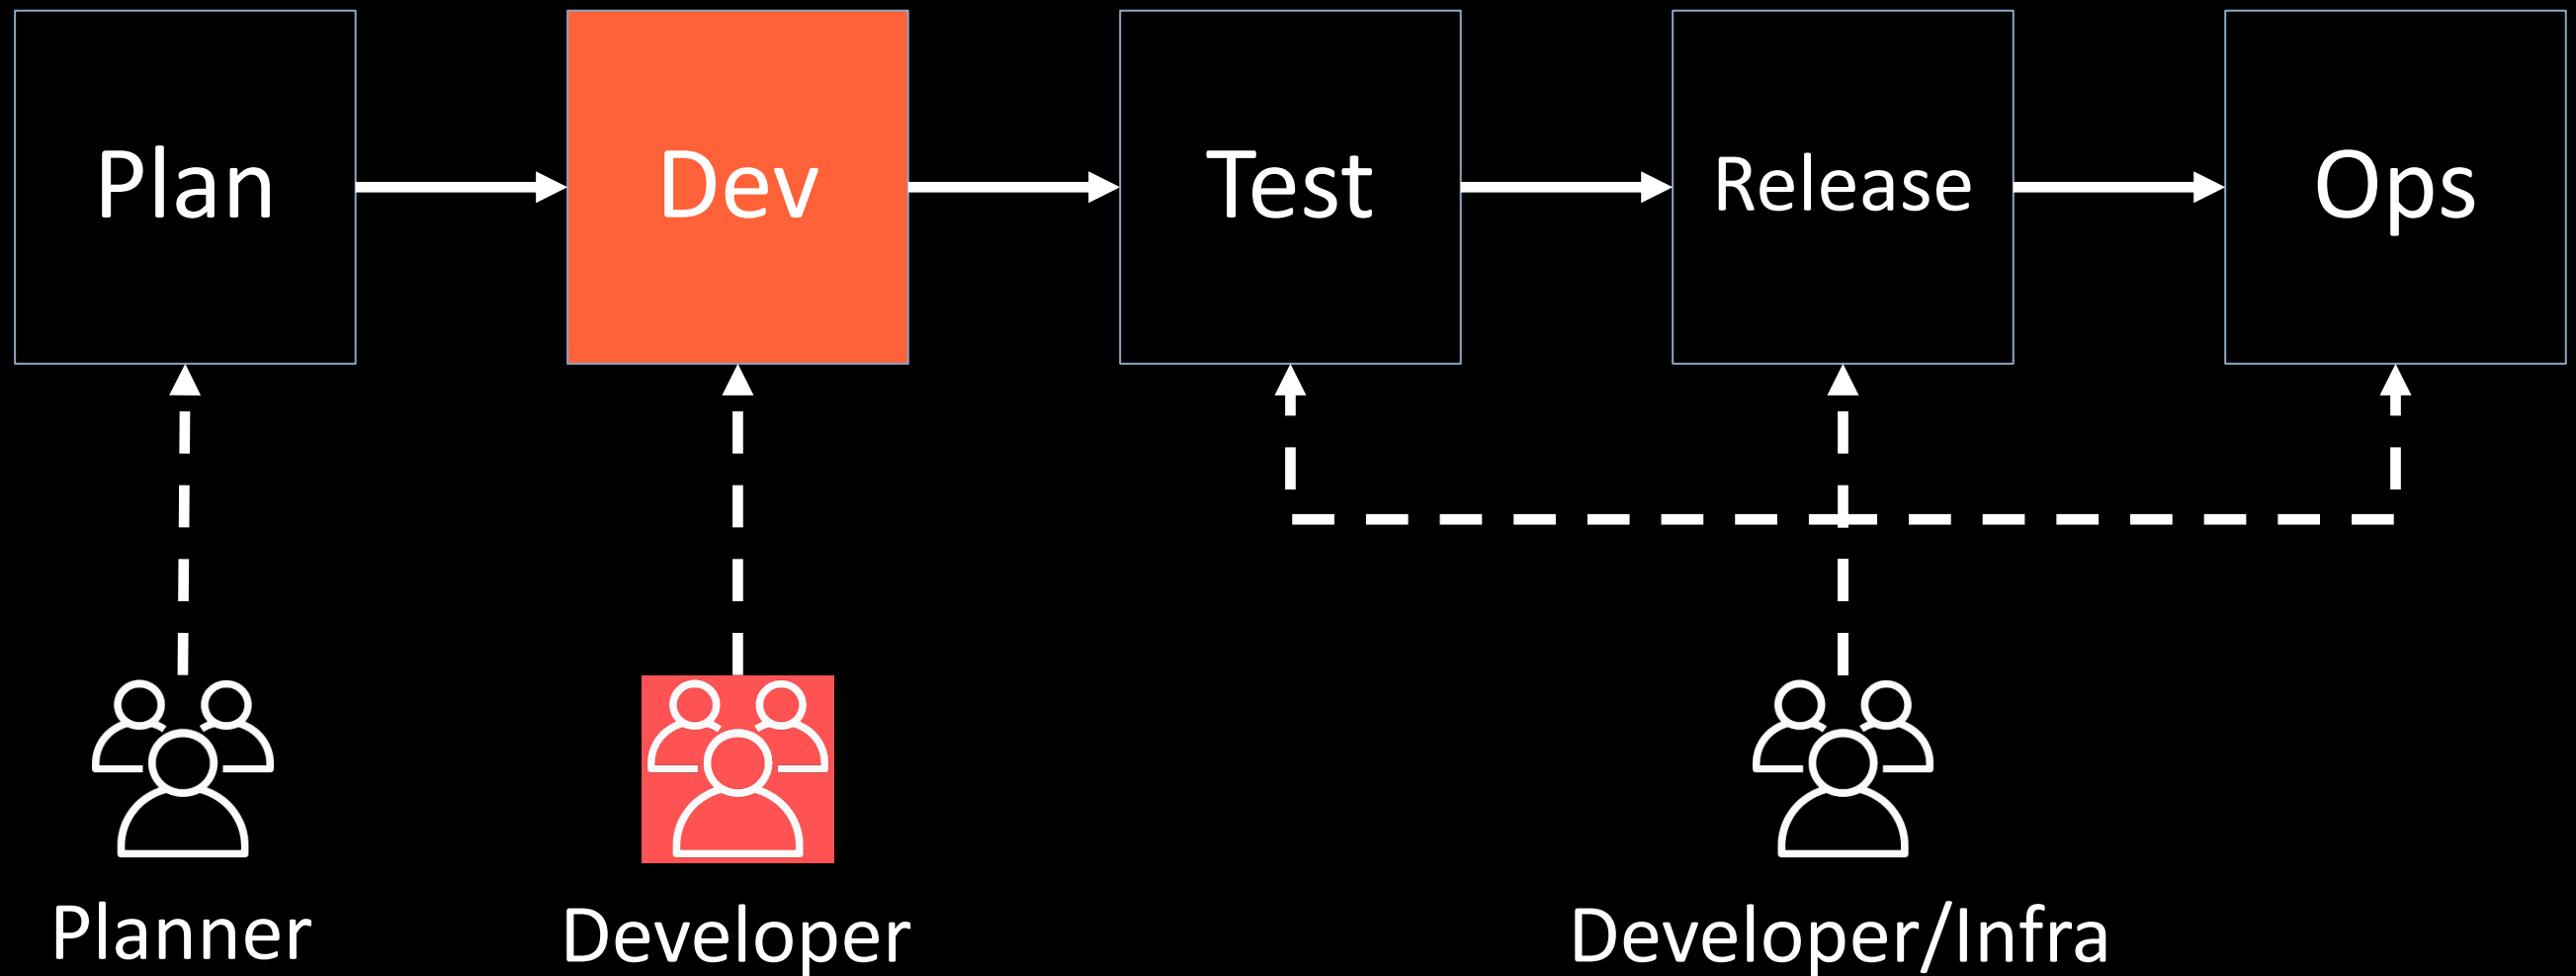 Plan
Dev
Test
Release
Ops
Planner
Developer
Developer/Infra